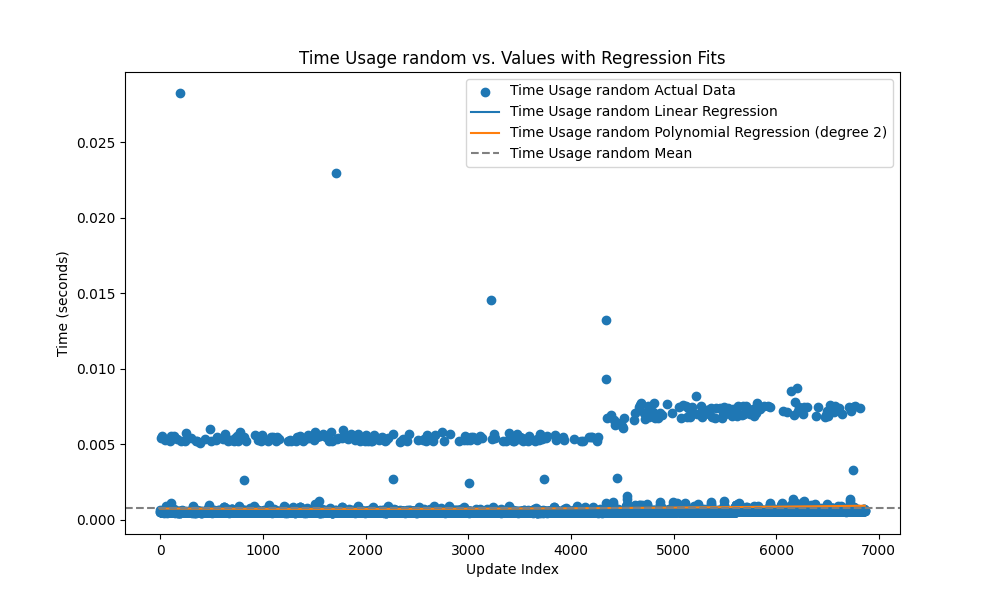 Time Usage random vs. Values with Regression Fits
Time Usage random Actual Data
Time Usage random Linear Regression
Time Usage random Polynomial Regression (degree 2)
Time Usage random Mean
Time (seconds)
0.025
0.020
0.015
0.010
0.005
0.000
0 1000 2000 3000 4000 5000 6000 7000
Update Index